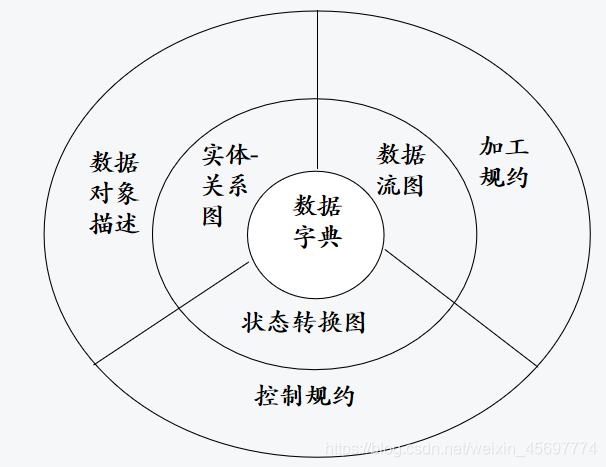 数据
对象
描述
实体-
关系
图
数据
字典
数据
流图
加工
规约
状态转换图
控制规约
https://blog.csdn.net/weixin_45697774